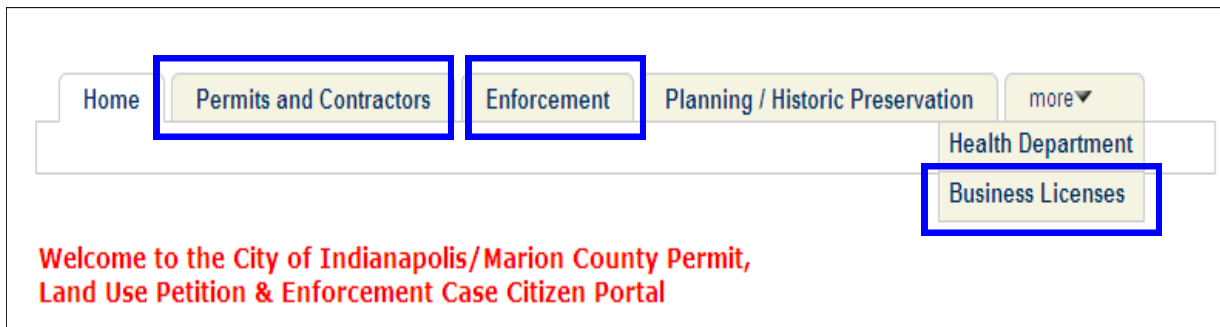 Home Permits and Contractors Enforcement Planning / Historic Preservation more▼
Health Department
Business Licenses
Welcome to the City of Indianapolis/Marion County Permit,
Land Use Petition & Enforcement Case Citizen Portal